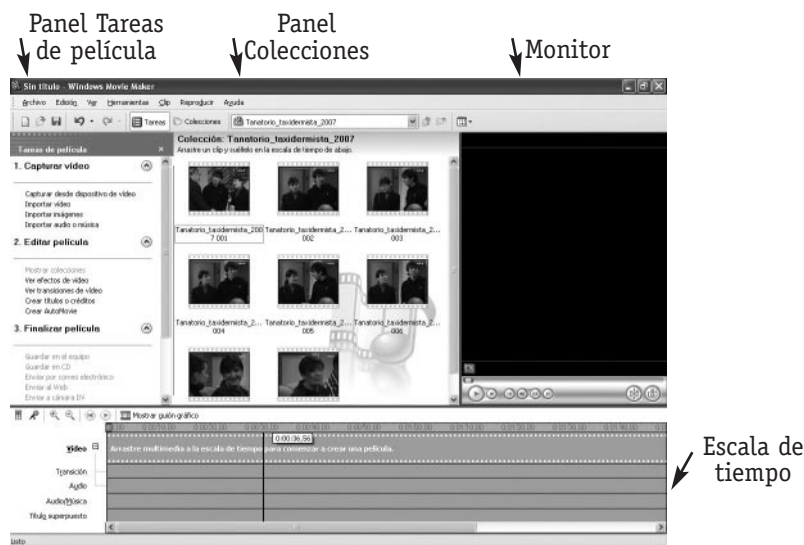 Panel Tareas
de película
Panel
Colecciones
Monitor
Sin título - Windows Movie Maker
Archivo Edición Ver Herramientas Clip Reproducir Ayuda
Tareas Colecciones Tanatorio_taxidermista_2007
Tareas de película
Colección: Tanatorio_taxidermista_2007
Arrastre un clip y suéltelo en la escala de tiempo de abajo.
1. Capturar vídeo
Capturar desde dispositivo de vídeo
Importar vídeo
Importar imágenes
Importar audio o música
2. Editar película
Mostrar colecciones
Ver efectos de vídeo
Ver transiciones de vídeo
Crear títulos o créditos
Crear AutoMovie
3. Finalizar película
Guardar en el equipo
Guardar en CD
Enviar por correo electrónico
Enviar al Web
Enviar a cámara DV
Tanatorio_taxidermista_200
7 001
Tanatorio_taxidermista_2...
002
Tanatorio_taxidermista_2...
003
Tanatorio_taxidermista_2...
004
Tanatorio_taxidermista_2...
005
Tanatorio_taxidermista_2...
006
Mostrar guión gráfico
0:00:36,56
Vídeo
Arrastre multimedia a la escala de tiempo para comenzar a crear una película.
Transición
Audio
Audio/Música
Título superpuesto
Listo
Escala de
tiempo